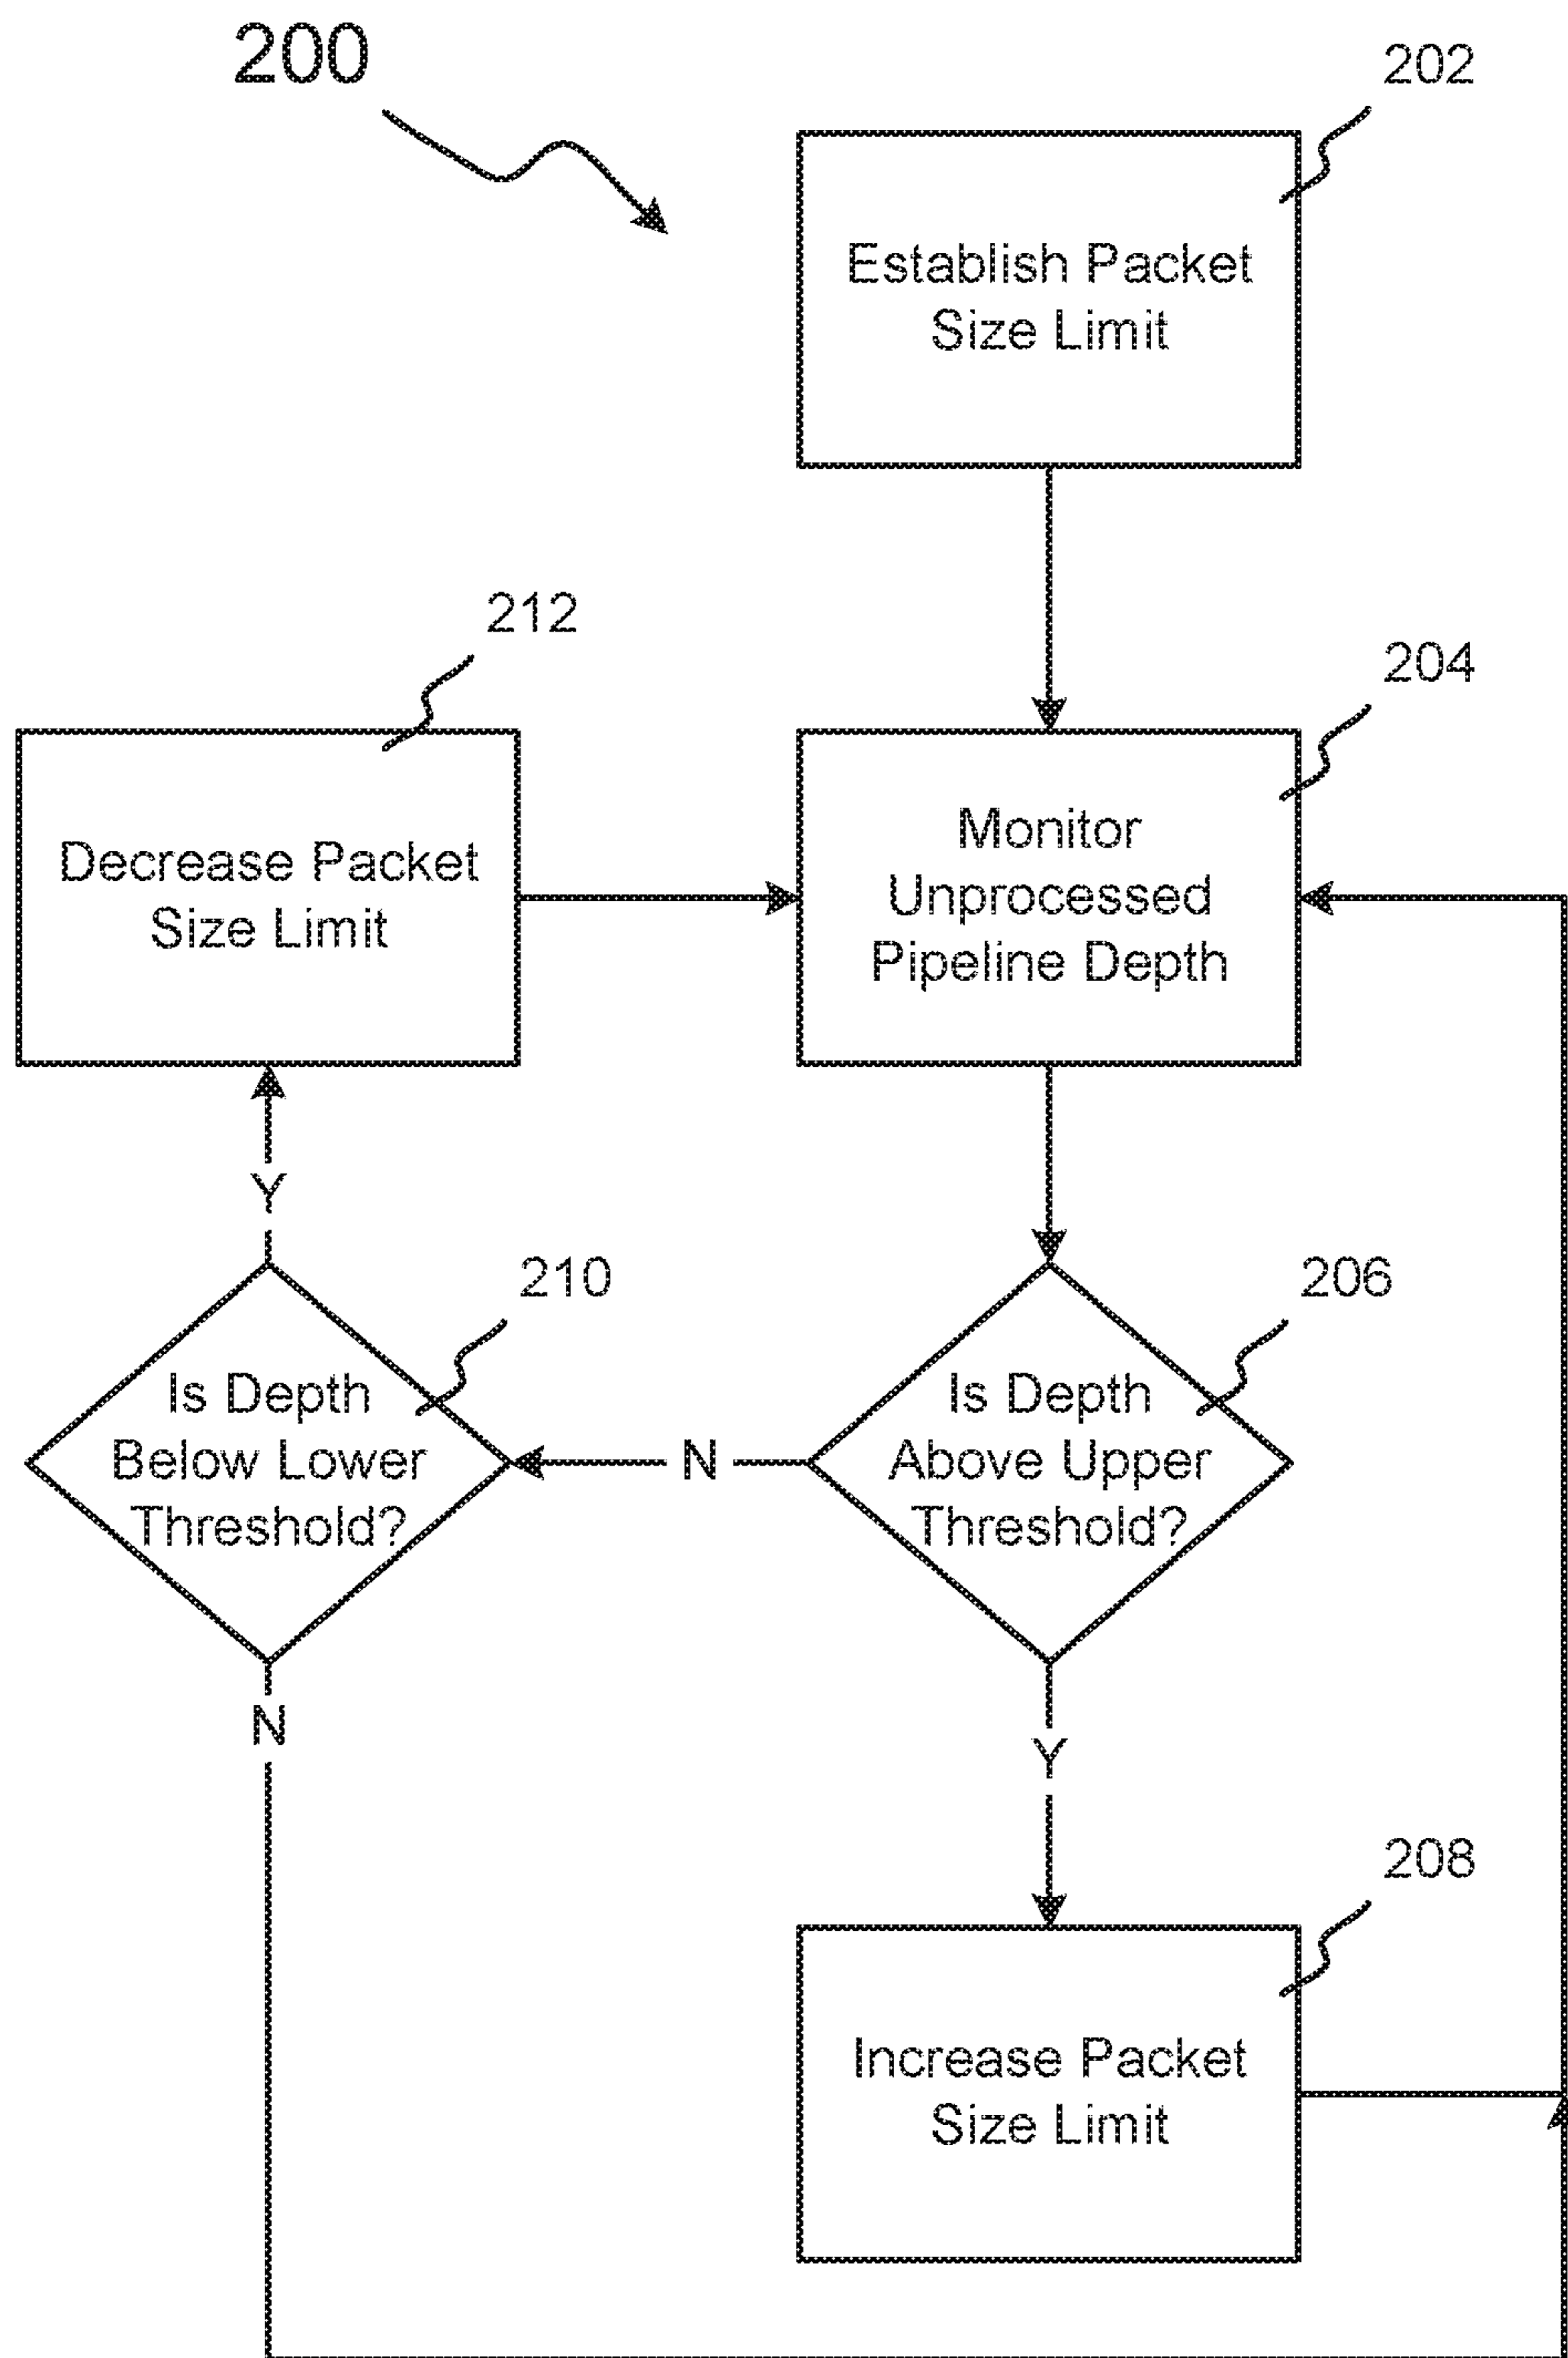 200
202
Establish Packet
Size Limit
212
204
Decrease Packet
Size Limit
Monitor
Unprocessed
Pipeline Depth
Y
210
206
Is Depth
Below Lower
Threshold?
N
Is Depth
Above Upper
Threshold?
N
Y
208
Increase Packet
Size Limit